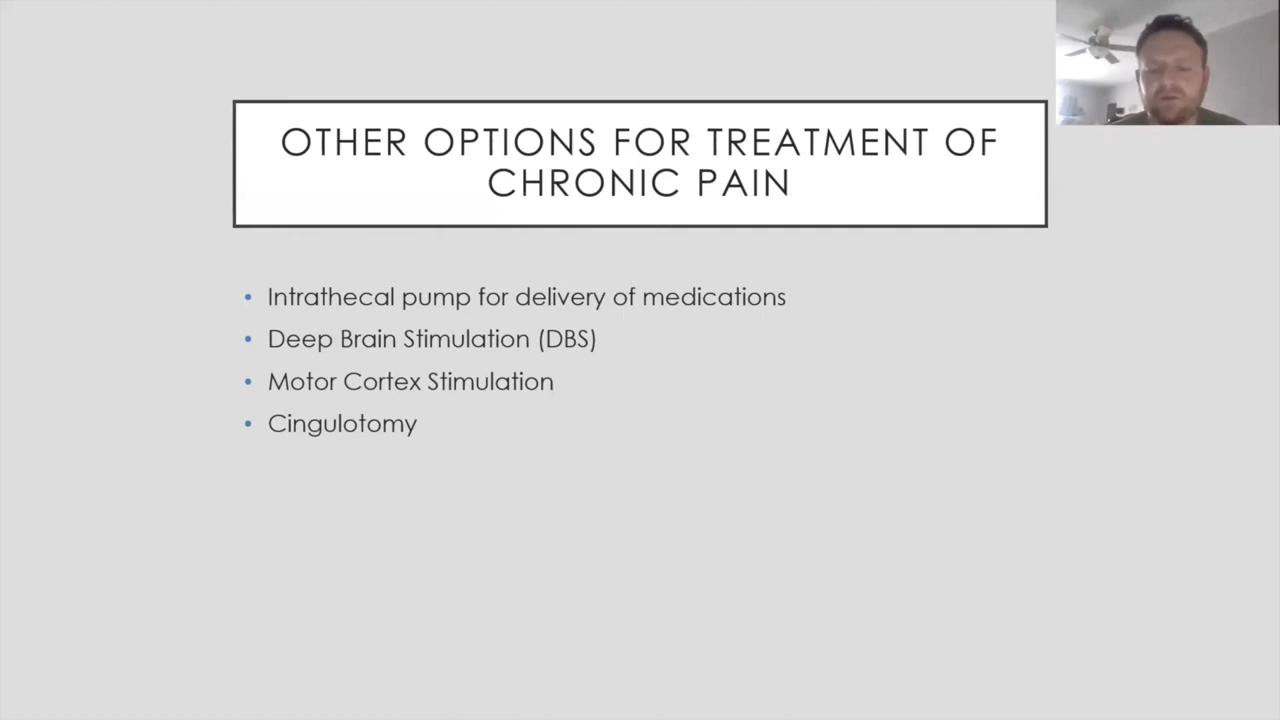 OTHER OPTIONS FOR TREATMENT OF
CHRONIC PAIN
• Intrathecal pump for delivery of medications
• Deep Brain Stimulation (DBS)
• Motor Cortex Stimulation
• Cingulotomy